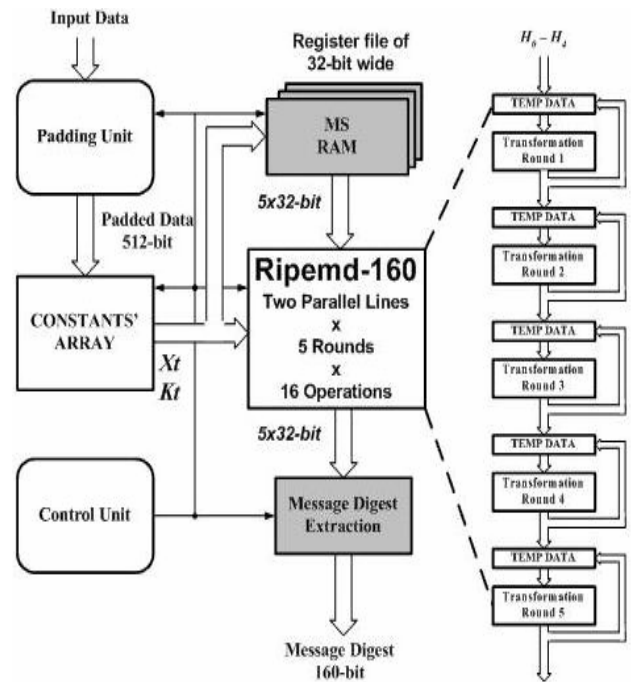 Input Data
Padding Unit
Padded Data
512-bit
CONSTANTS'
ARRAY
Xt
Kt
Control Unit
Register file of
32-bit wide
MS
RAM
5x32-bit
Ripemd-160
Two Parallel Lines
x
5 Rounds
x
16 Operations
5x32-bit
Message Digest
Extraction
Message Digest
160-bit
H₀ – H₄
TEMP DATA
Transformation
Round 1
TEMP DATA
Transformation
Round 2
TEMP DATA
Transformation
Round 3
TEMP DATA
Transformation
Round 4
TEMP DATA
Transformation
Round 5